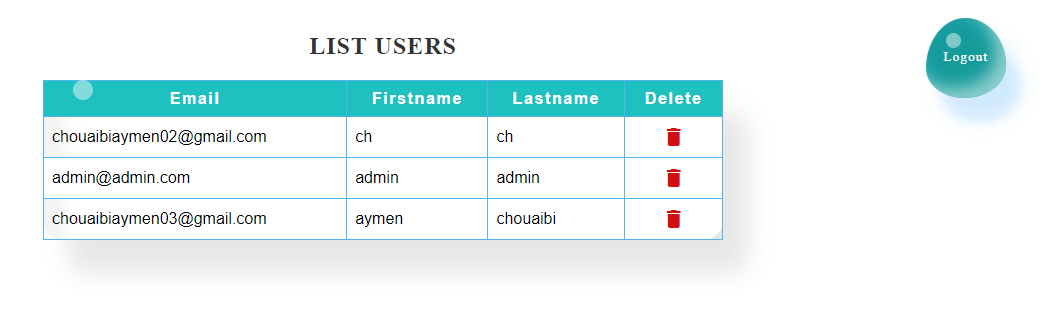 LIST USERS
Logout
Email Firstname Lastname Delete
chouaibiaymen02@gmail.com ch ch
admin@admin.com admin admin
chouaibiaymen03@gmail.com aymen chouaibi